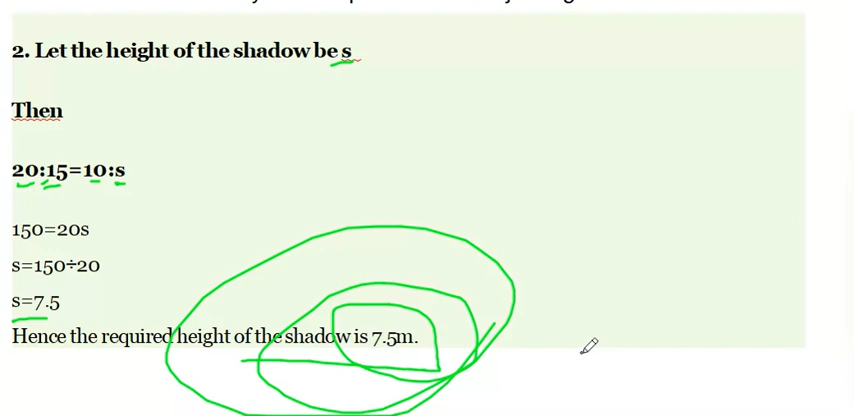 2. Let the height of the shadow be s
Then
20:15=10:s
150=20s
s=150÷20
s=7.5
Hence the required height of the shadow is 7.5m.